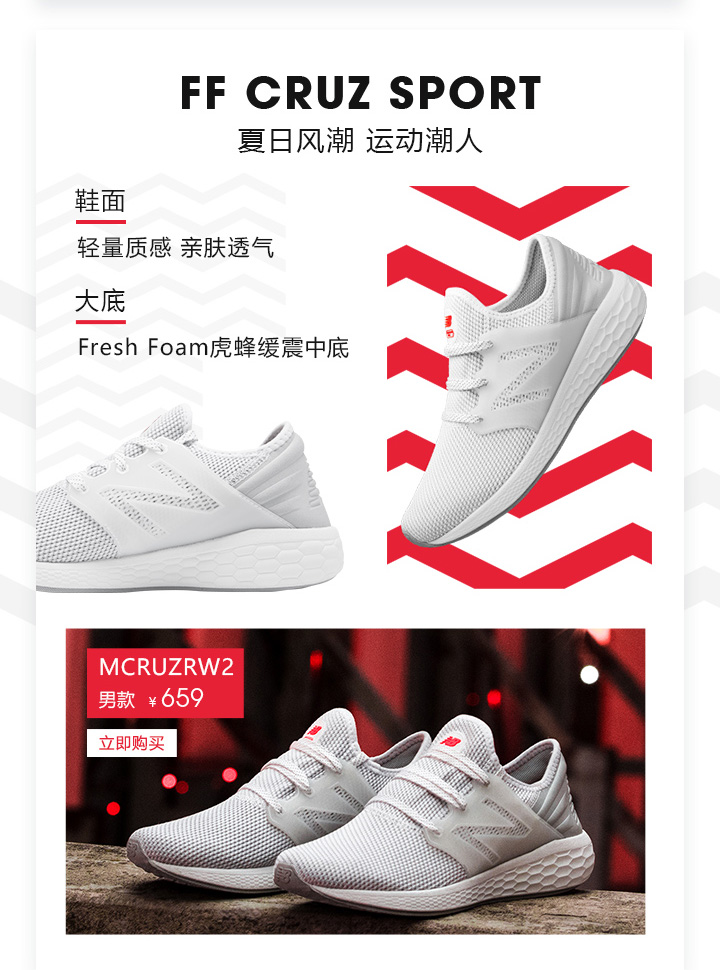 FF CRUZ SPORT
夏日风潮 运动潮人
鞋面
轻量质感 亲肤透气
大底
Fresh Foam虎蜂缓震中底
MCRUZRW2
男款 ¥659
立即购买